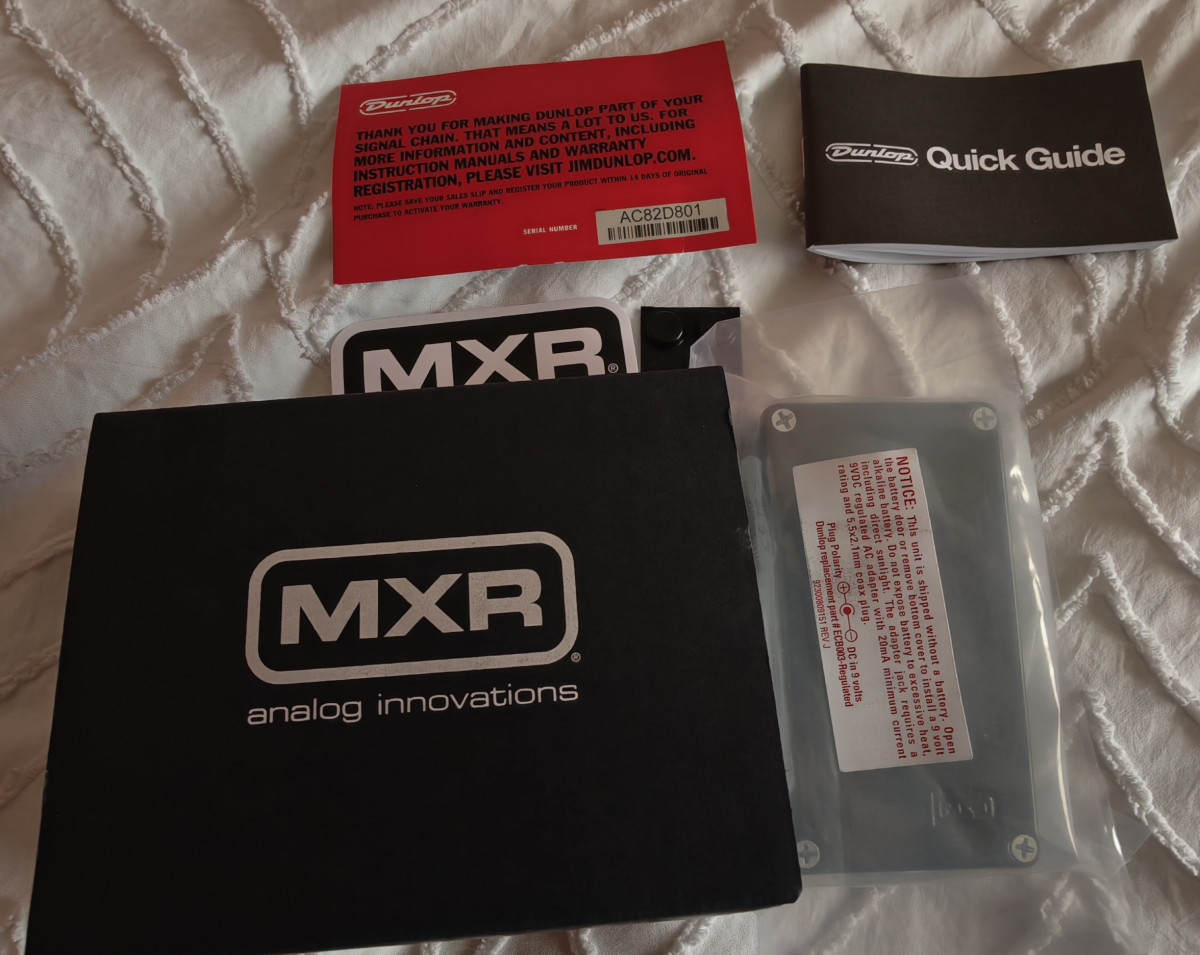 Dunlop
THANK YOU FOR MAKING DUNLOP PART OF YOUR
SIGNAL CHAIN. THAT MEANS A LOT TO US. FOR
MORE INFORMATION AND CONTENT, INCLUDING
INSTRUCTION MANUALS AND WARRANTY
REGISTRATION, PLEASE VISIT JIMDUNLOP.COM.
NOTE: PLEASE SAVE YOUR SALES SLIP AND REGISTER YOUR PRODUCT WITHIN 14 DAYS OF ORIGINAL
PURCHASE TO ACTIVATE YOUR WARRANTY.
SERIAL NUMBER
AC82D801
Dunlop Quick Guide
MXR®
MXR®
analog innovations
NOTICE: This unit is shipped without a battery. Open
the battery door or remove bottom cover to install a 9 volt
alkaline battery. Do not expose battery to excessive heat,
including direct sunlight. The adapter jack requires a
9VDC regulated AC adapter with 20mA minimum current
rating and 5.5x2.1mm coax plug.
Plug Polarity + − DC in 9 volts
Dunlop replacement part# ECB003-Regulated
92300809151 REV J